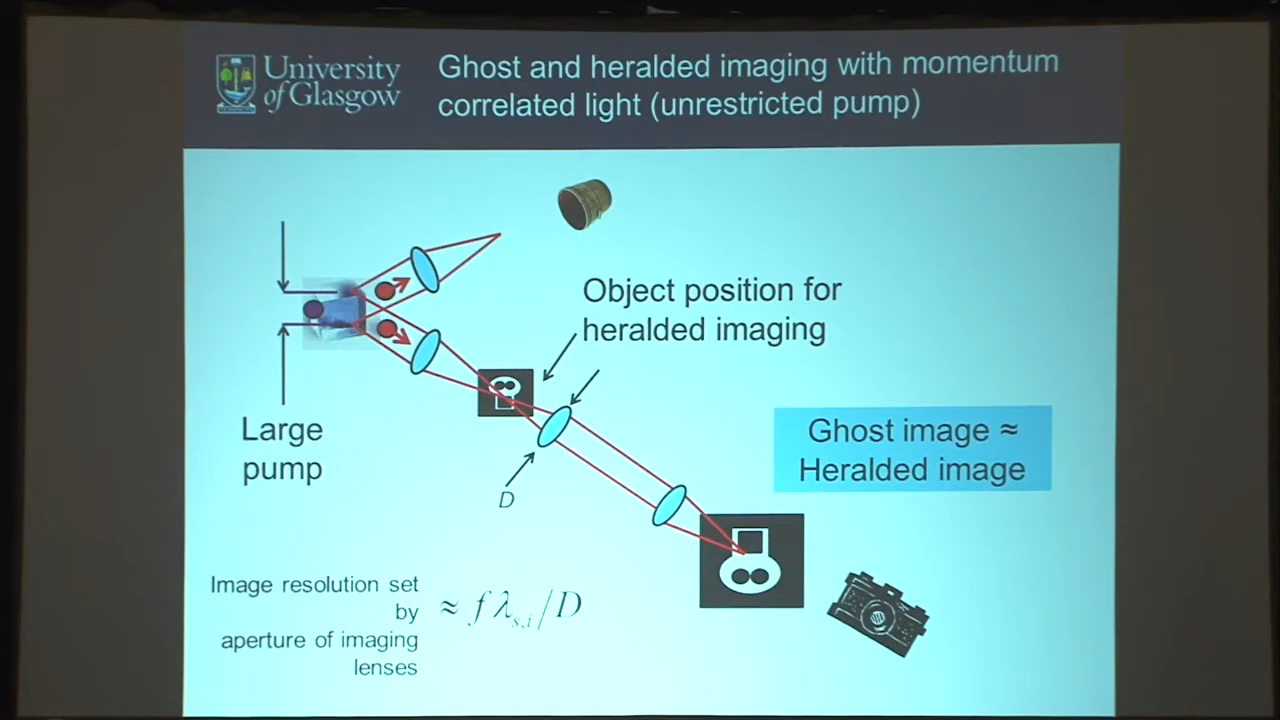 University
of Glasgow
Ghost and heralded imaging with momentum
correlated light (unrestricted pump)
Object position for
heralded imaging
Large
pump
Ghost image ≈
Heralded image
D
Image resolution set
by
aperture of imaging
lenses
≈ fλs,i/D